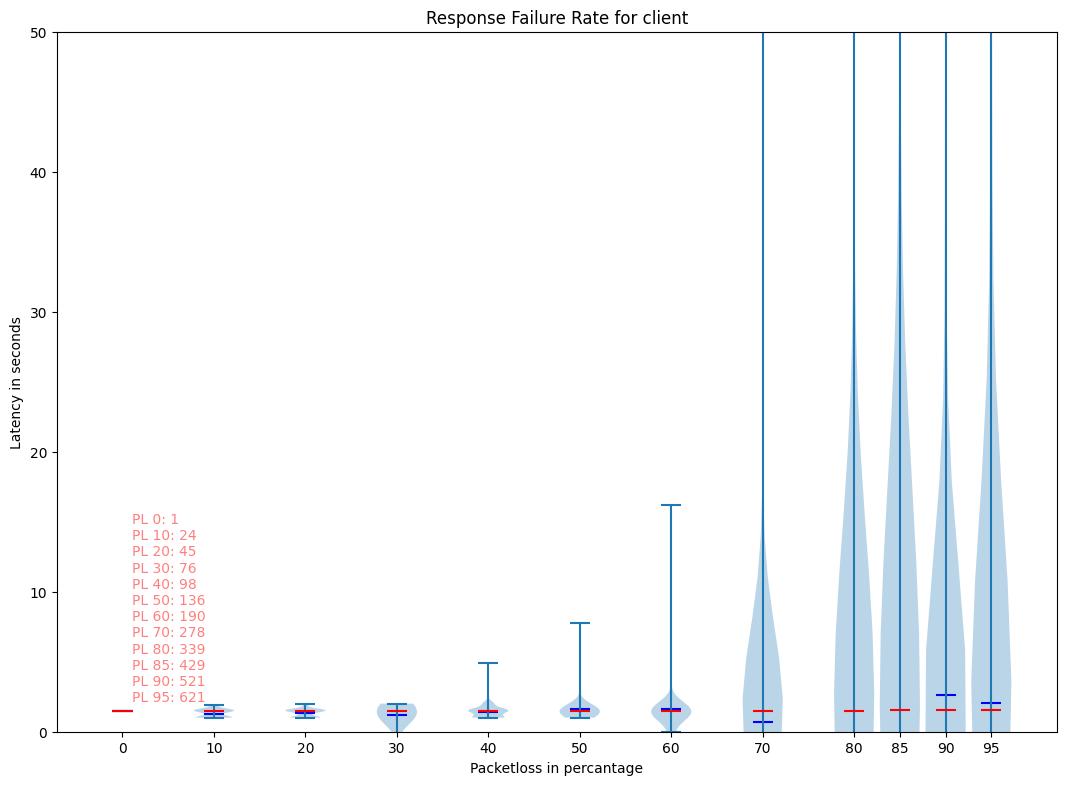 Response Failure Rate for client
50
40
30
20
10
0
Latency in seconds
PL 0: 1
PL 10: 24
PL 20: 45
PL 30: 76
PL 40: 98
PL 50: 136
PL 60: 190
PL 70: 278
PL 80: 339
PL 85: 429
PL 90: 521
PL 95: 621
0 10 20 30 40 50 60 70 80 85 90 95
Packetloss in percantage